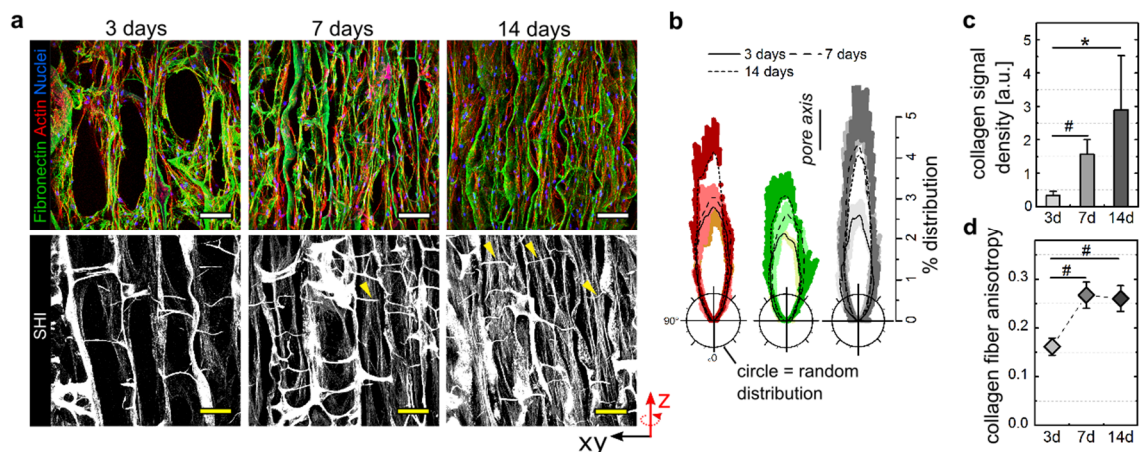 a
3 days
7 days
14 days
Fibronectin Actin Nuclei
SHI
xy
z
b
3 days
7 days
14 days
pore axis
5
4
3
2
1
0
% distribution
90°
0
circle = random
distribution
c
collagen signal
density [a.u.]
5
4
3
2
1
0
#
*
3d
7d
14d
d
collagen fiber anisotropy
0.3
0.2
0.1
0.0
#
#
3d
7d
14d